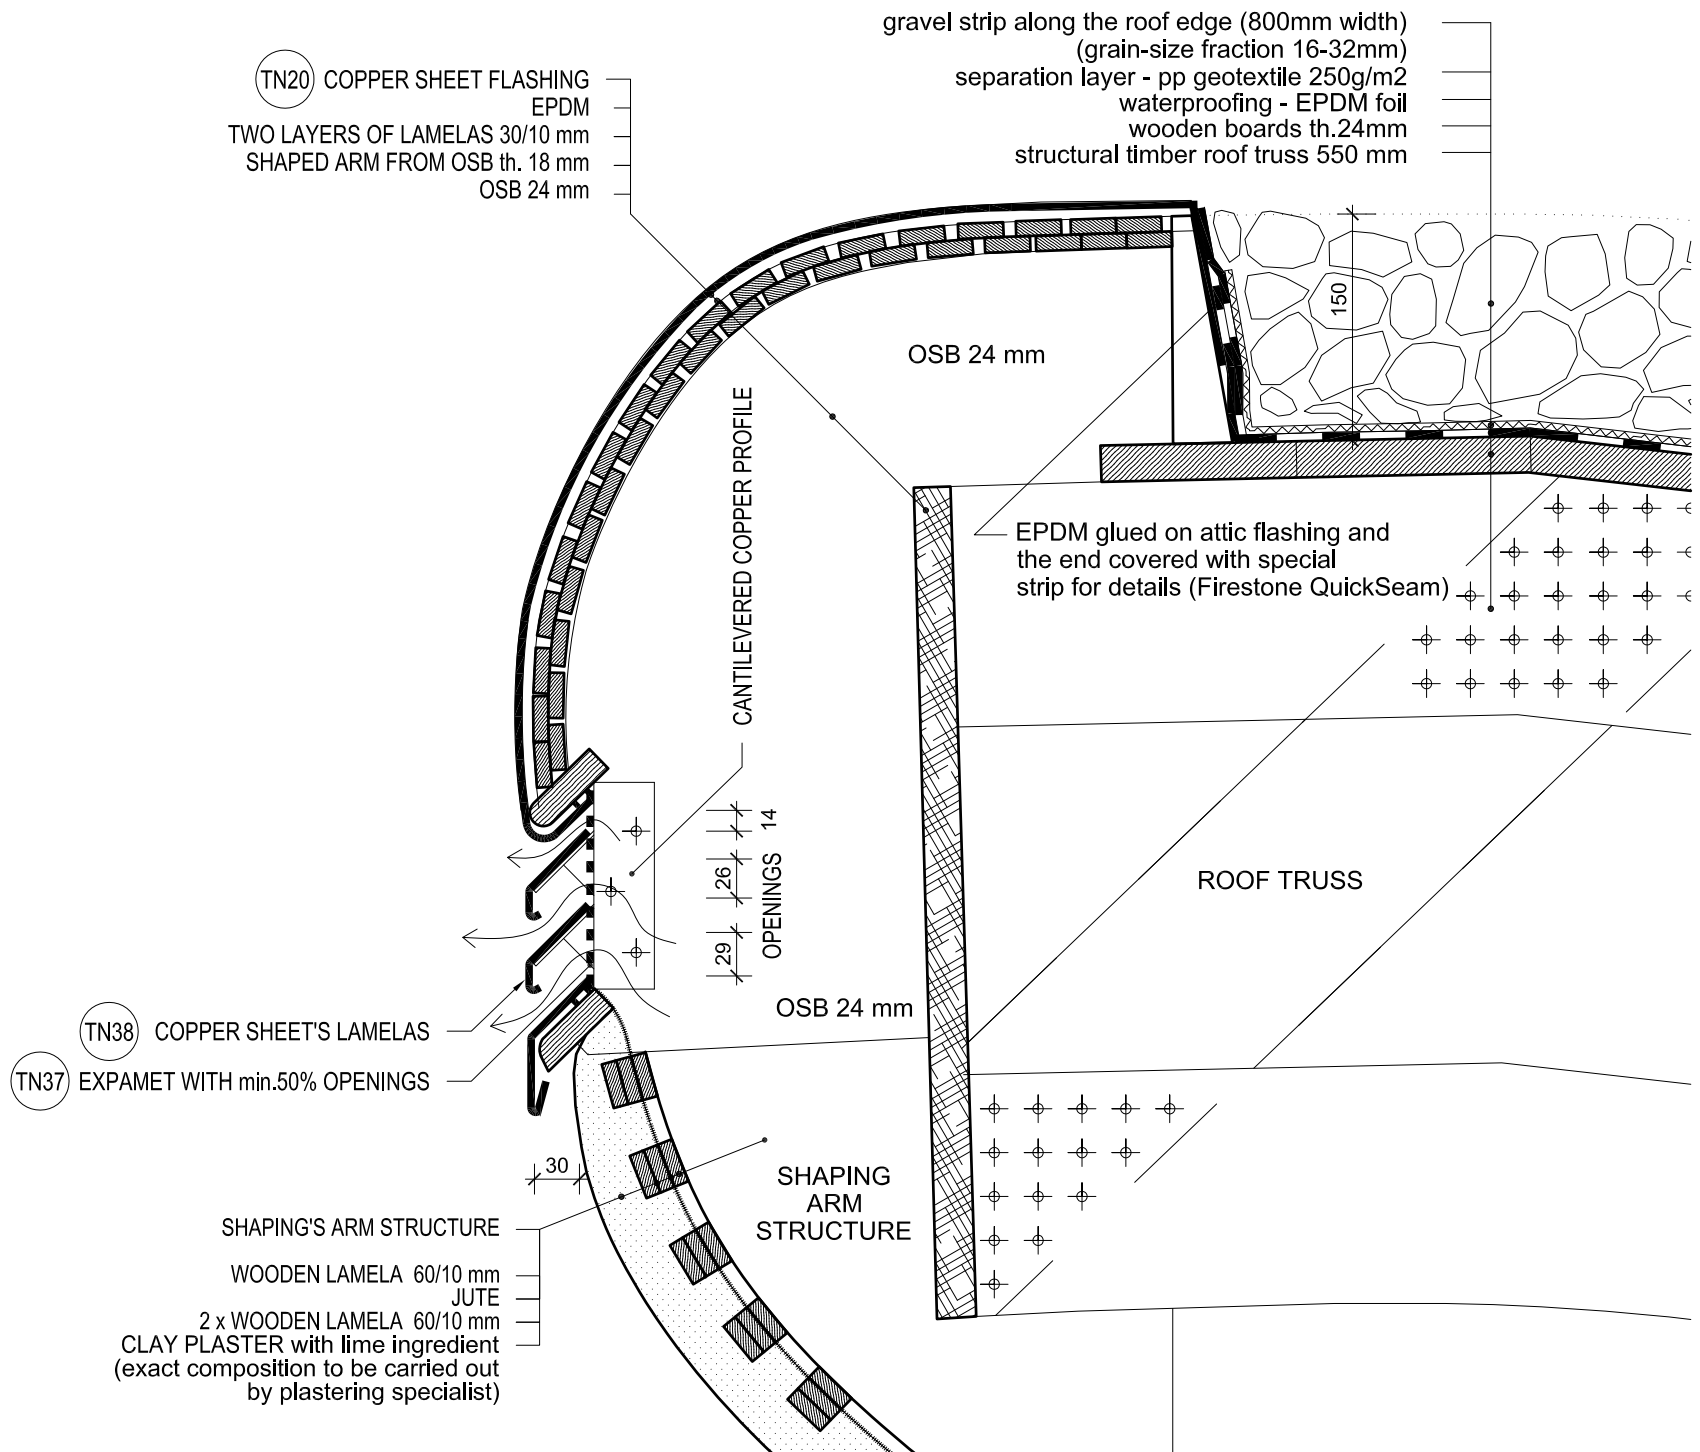 TN20 COPPER SHEET FLASHING
EPDM
TWO LAYERS OF LAMELAS 30/10 mm
SHAPED ARM FROM OSB th. 18 mm
OSB 24 mm
gravel strip along the roof edge (800mm width)
(grain-size fraction 16-32mm)
separation layer - pp geotextile 250g/m2
waterproofing - EPDM foil
wooden boards th.24mm
structural timber roof truss 550 mm
150
OSB 24 mm
CANTILEVERED COPPER PROFILE
EPDM glued on attic flashing and
the end covered with special
strip for details (Firestone QuickSeam)
14
26
29
OPENINGS
ROOF TRUSS
OSB 24 mm
TN38 COPPER SHEET'S LAMELAS
TN37 EXPAMET WITH min.50% OPENINGS
30
SHAPING
ARM
STRUCTURE
SHAPING'S ARM STRUCTURE
WOODEN LAMELA 60/10 mm
JUTE
2 x WOODEN LAMELA 60/10 mm
CLAY PLASTER with lime ingredient
(exact composition to be carried out
by plastering specialist)